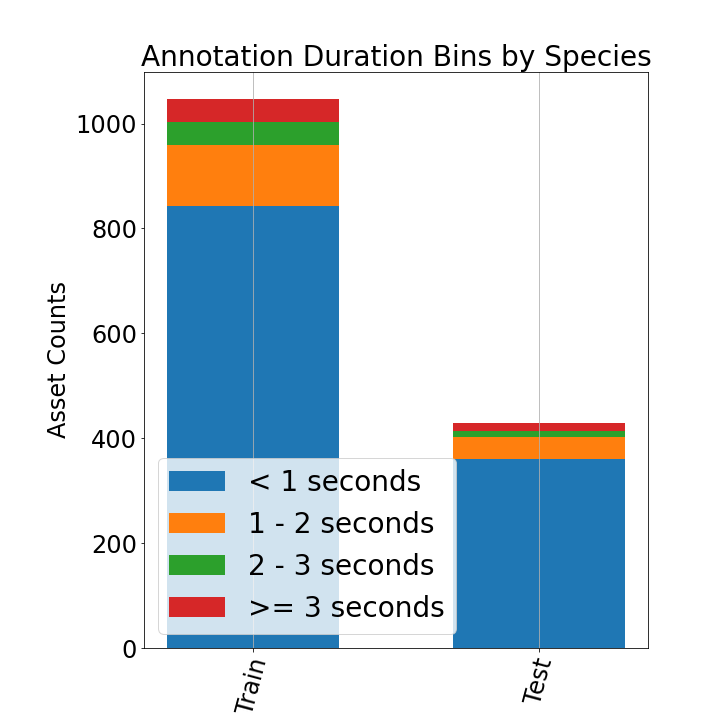 Annotation Duration Bins by Species
Asset Counts
1000
800
600
400
200
0
< 1 seconds
1 - 2 seconds
2 - 3 seconds
>= 3 seconds
Train
Test